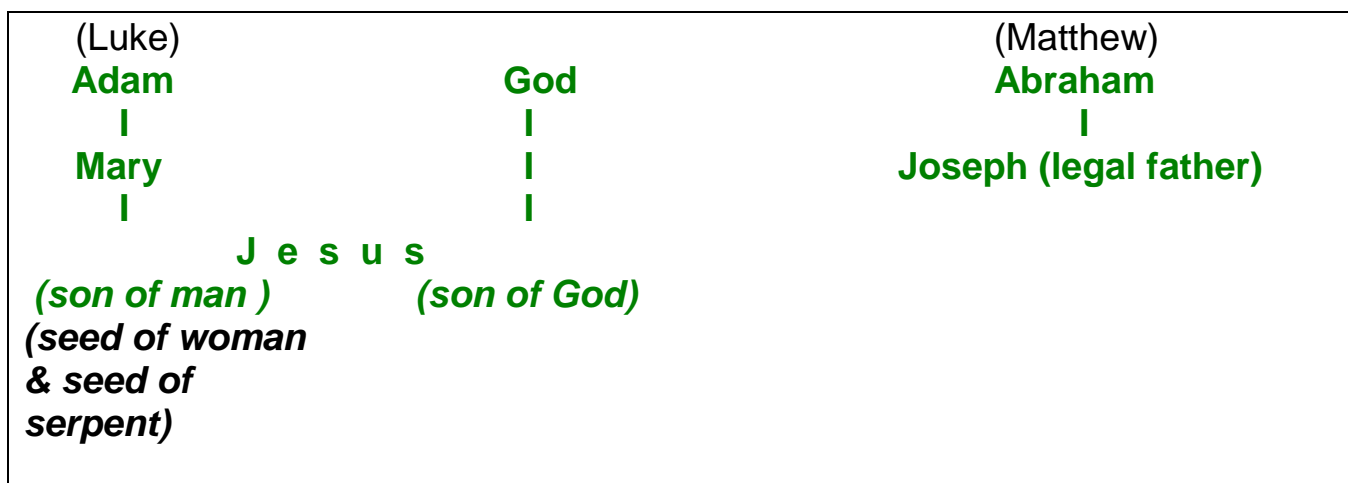 (Luke) (Matthew)
Adam God Abraham
I I I
Mary I Joseph (legal father)
I I
J e s u s
(son of man ) (son of God)
(seed of woman
& seed of
serpent)